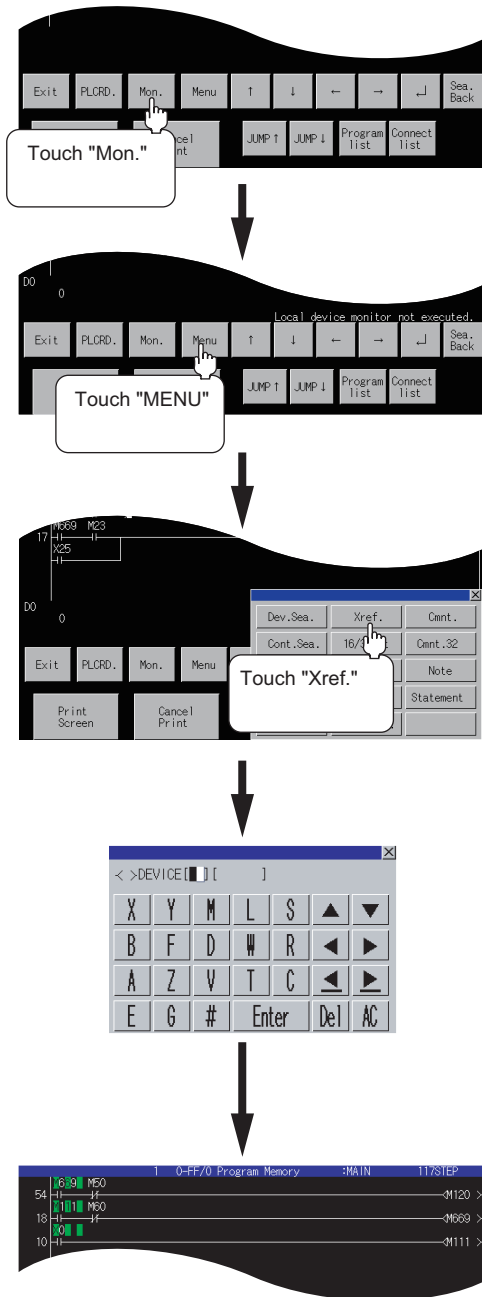 Exit PLCRD. Mon. Menu ↑ ↓ ← → ↵ Sea. Back
JUMP↑ JUMP↓ Program list Connect list
Touch "Mon."
D0
0
Local device monitor not executed.
Exit PLCRD. Mon. Menu ↑ ↓ ← → ↵ Sea. Back
JUMP↑ JUMP↓ Program list Connect list
Touch "MENU"
M669 M23
17
X25
D0
0
Dev.Sea. Xref. Cmnt.
Cont.Sea. Cmnt.32
Note
Statement
Exit PLCRD. Mon. Menu
Print Screen Cancel Print
Touch "Xref."
< >DEVICE[ ][ ]
X Y M L S ▲ ▼
B F D W R ◀ ▶
A Z V T C ◀ ▶
E G # Enter Del AC
1 0-FF/0 Program Memory :MAIN 117STEP
M50
54 M120 >
M60
18 M669 >
10 M111 >